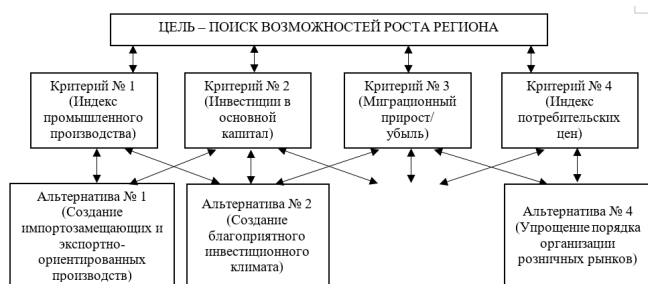 ЦЕЛЬ – ПОИСК ВОЗМОЖНОСТЕЙ РОСТА РЕГИОНА
Критерий № 1
(Индекс
промышленного
производства)
Критерий № 2
(Инвестиции в
основной
капитал)
Критерий № 3
(Миграционный
прирост/
убыль)
Критерий № 4
(Индекс
потребительских
цен)
Альтернатива № 1
(Создание
импортозамещающих и
экспортно-
ориентированных
производств)
Альтернатива № 2
(Создание
благоприятного
инвестиционного
климата)
Альтернатива № 4
(Упрощение порядка
организации
розничных рынков)